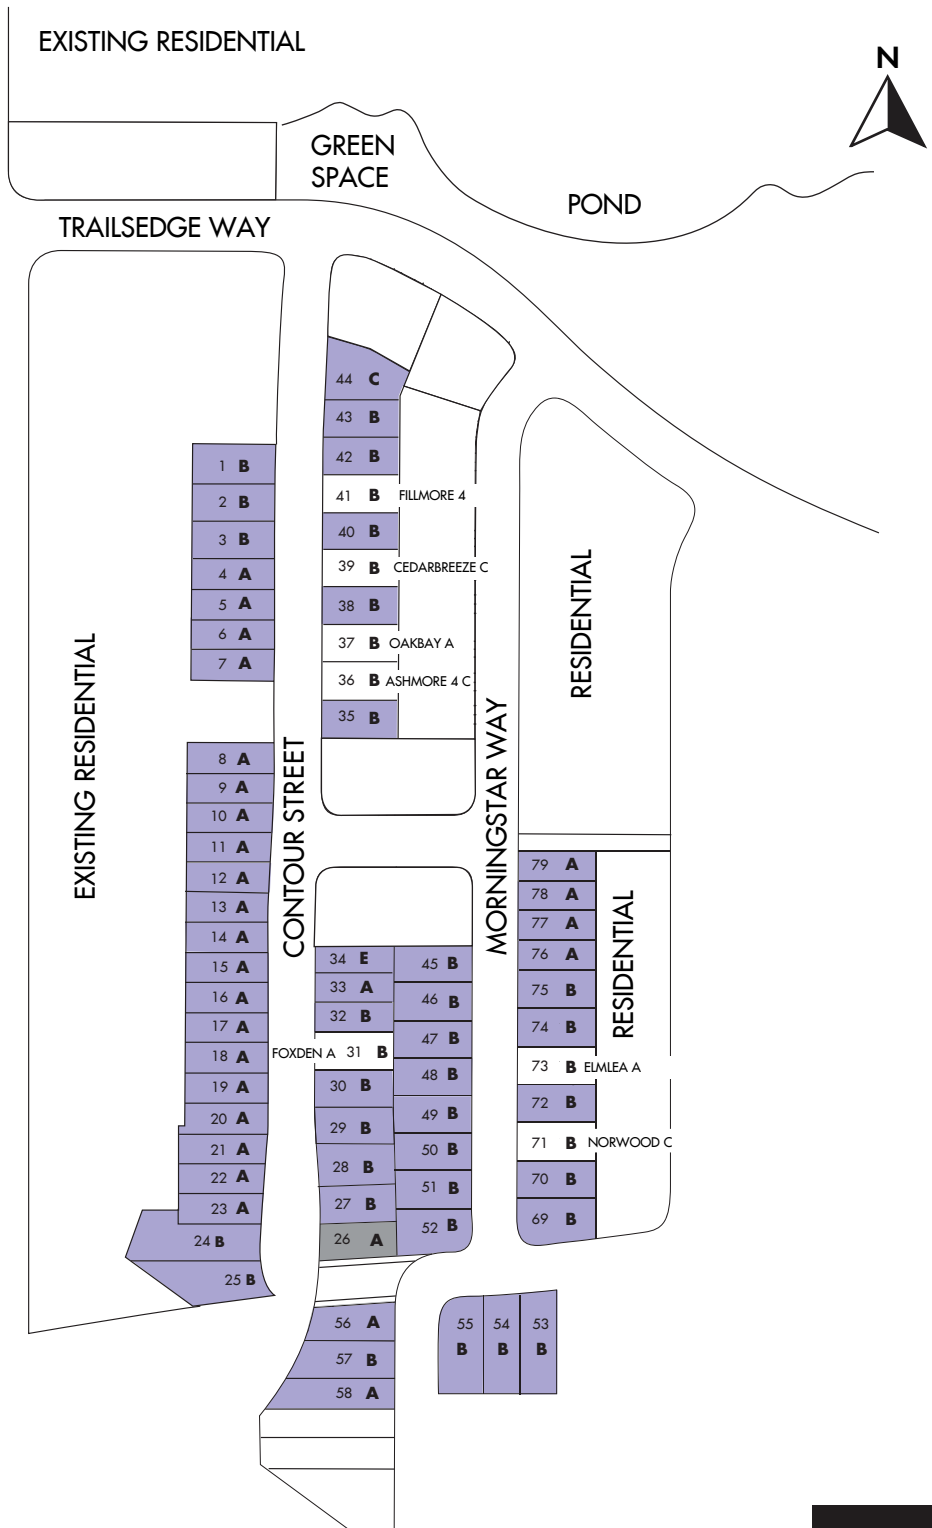 EXISTING RESIDENTIAL
N
GREEN
SPACE
POND
TRAILSEDGE WAY
44 C
43 B
42 B
41 B FILLMORE 4
40 B
39 B CEDARBREEZE C
38 B
37 B OAKBAY A
36 B ASHMORE 4 C
35 B
1 B
2 B
3 B
4 A
5 A
6 A
7 A
8 A
9 A
10 A
11 A
12 A
13 A
14 A
15 A
16 A
17 A
18 A
19 A
20 A
21 A
22 A
23 A
24 B
25 B
EXISTING RESIDENTIAL
CONTOUR STREET
MORNINGSTAR WAY
RESIDENTIAL
RESIDENTIAL
34 E
33 A
32 B
FOXDEN A 31 B
30 B
29 B
28 B
27 B
26 A
45 B
46 B
47 B
48 B
49 B
50 B
51 B
52 B
79 A
78 A
77 A
76 A
75 B
74 B
73 B ELMLEA A
72 B
71 B NORWOOD C
70 B
69 B
56 A
57 B
58 A
55 54 53
B B B